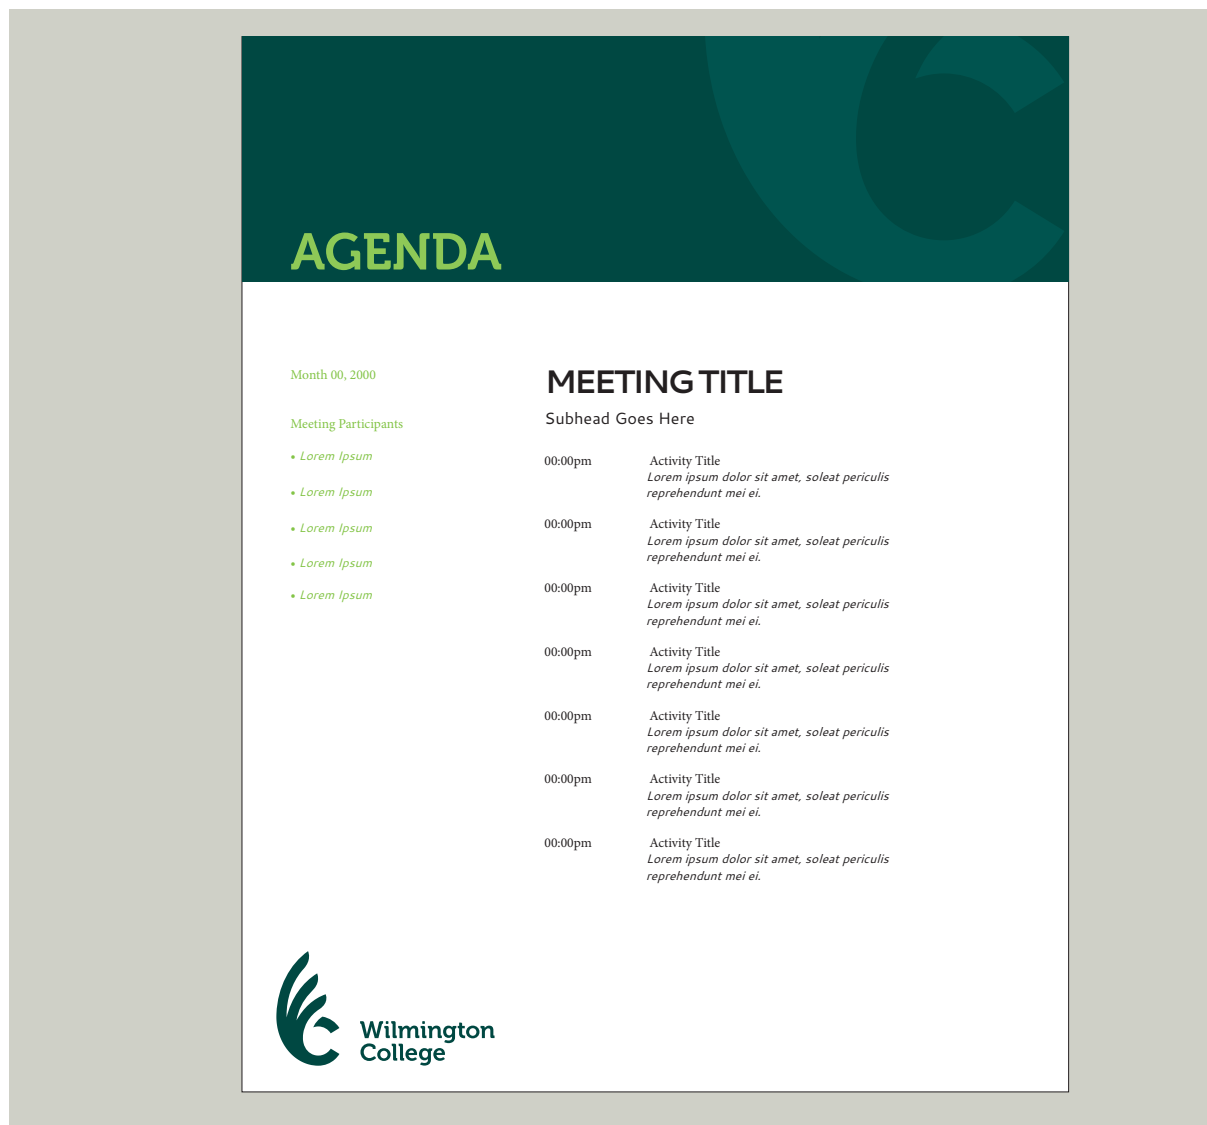 AGENDA
Month 00, 2000
Meeting Participants
• Lorem Ipsum
• Lorem Ipsum
• Lorem Ipsum
• Lorem Ipsum
• Lorem Ipsum
MEETING TITLE
Subhead Goes Here
00:00pm Activity Title
Lorem ipsum dolor sit amet, soleat periculis
reprehendunt mei ei.
00:00pm Activity Title
Lorem ipsum dolor sit amet, soleat periculis
reprehendunt mei ei.
00:00pm Activity Title
Lorem ipsum dolor sit amet, soleat periculis
reprehendunt mei ei.
00:00pm Activity Title
Lorem ipsum dolor sit amet, soleat periculis
reprehendunt mei ei.
00:00pm Activity Title
Lorem ipsum dolor sit amet, soleat periculis
reprehendunt mei ei.
00:00pm Activity Title
Lorem ipsum dolor sit amet, soleat periculis
reprehendunt mei ei.
00:00pm Activity Title
Lorem ipsum dolor sit amet, soleat periculis
reprehendunt mei ei.
Wilmington
College